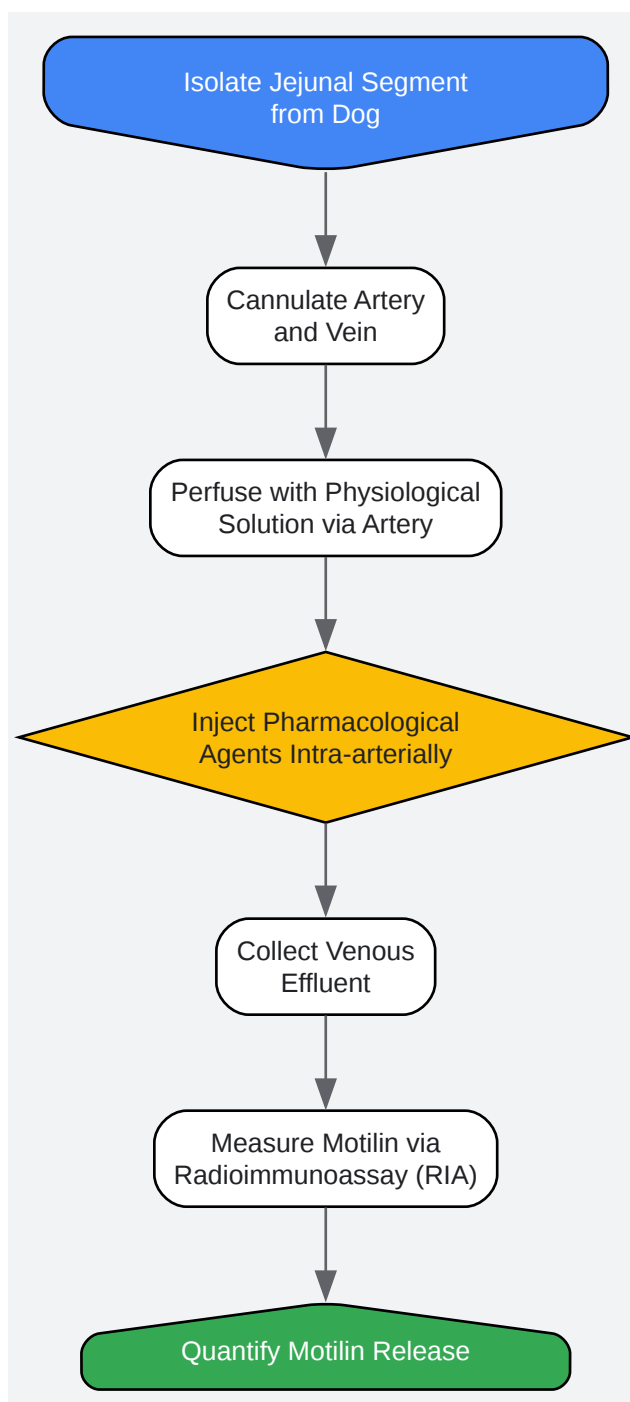 Isolate Jejunal Segment
from Dog
Cannulate Artery
and Vein
Perfuse with Physiological
Solution via Artery
Inject Pharmacological
Agents Intra-arterially
Collect Venous
Effluent
Measure Motilin via
Radioimmunoassay (RIA)
Quantify Motilin Release